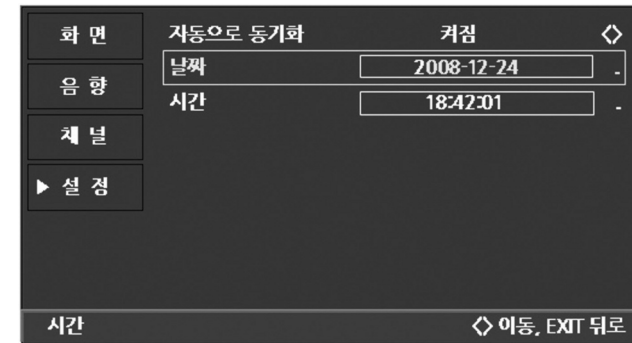 화 면
음 향
채 널
▶ 설 정
자동으로 동기화 켜짐 <>
날짜 2008-12-24 .
시간 18:42:01 .
시간 <> 이동, EXIT 뒤로